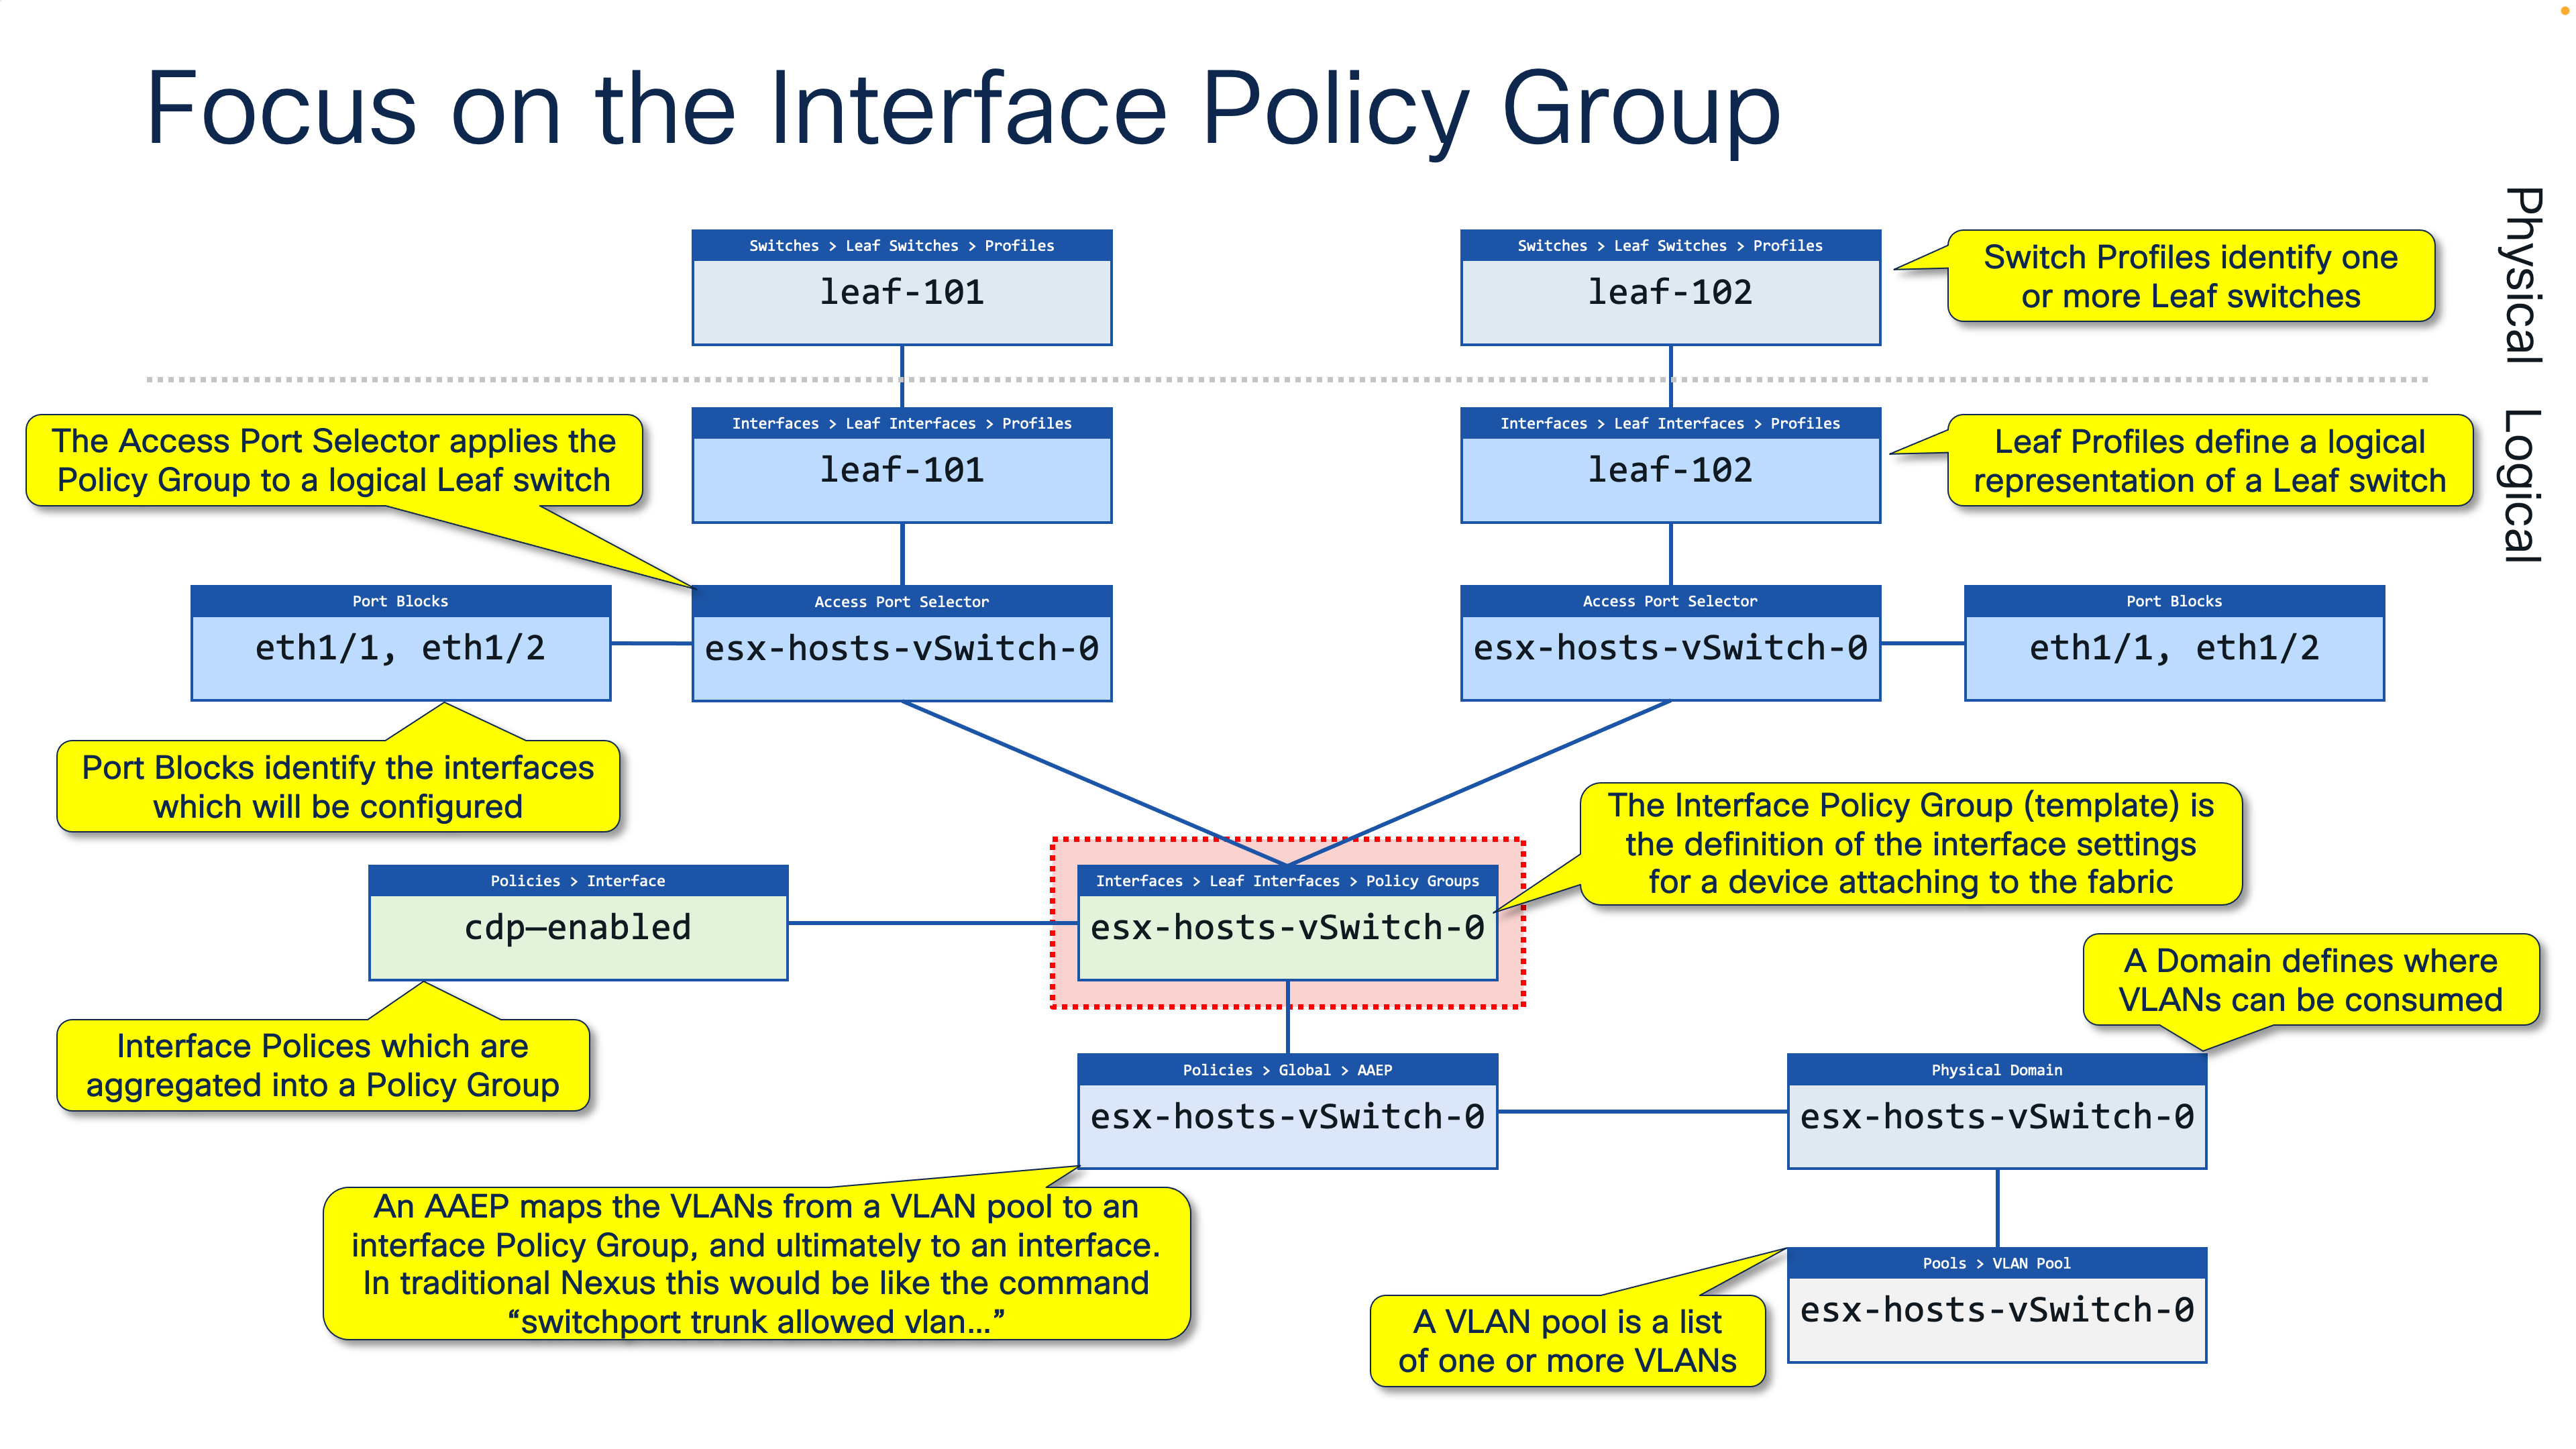 Focus on the Interface Policy Group
Physical
Logical
Switches > Leaf Switches > Profiles
leaf-101
Switches > Leaf Switches > Profiles
leaf-102
Switch Profiles identify one
or more Leaf switches
The Access Port Selector applies the
Policy Group to a logical Leaf switch
Interfaces > Leaf Interfaces > Profiles
leaf-101
Interfaces > Leaf Interfaces > Profiles
leaf-102
Leaf Profiles define a logical
representation of a Leaf switch
Port Blocks
eth1/1, eth1/2
Access Port Selector
esx-hosts-vSwitch-0
Access Port Selector
esx-hosts-vSwitch-0
Port Blocks
eth1/1, eth1/2
Port Blocks identify the interfaces
which will be configured
The Interface Policy Group (template) is
the definition of the interface settings
for a device attaching to the fabric
Policies > Interface
cdp–enabled
Interfaces > Leaf Interfaces > Policy Groups
esx-hosts-vSwitch-0
A Domain defines where
VLANs can be consumed
Interface Polices which are
aggregated into a Policy Group
Policies > Global > AAEP
esx-hosts-vSwitch-0
Physical Domain
esx-hosts-vSwitch-0
An AAEP maps the VLANs from a VLAN pool to an
interface Policy Group, and ultimately to an interface.
In traditional Nexus this would be like the command
“switchport trunk allowed vlan…”
Pools > VLAN Pool
esx-hosts-vSwitch-0
A VLAN pool is a list
of one or more VLANs